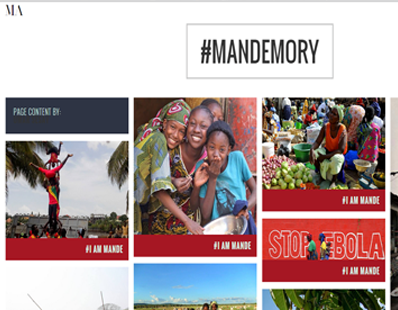 MA
#MANDEMORY
PAGE CONTENT BY:
#I AM MANDE
#I AM MANDE
#I AM MANDE
STOP EBOLA
#I AM MANDE